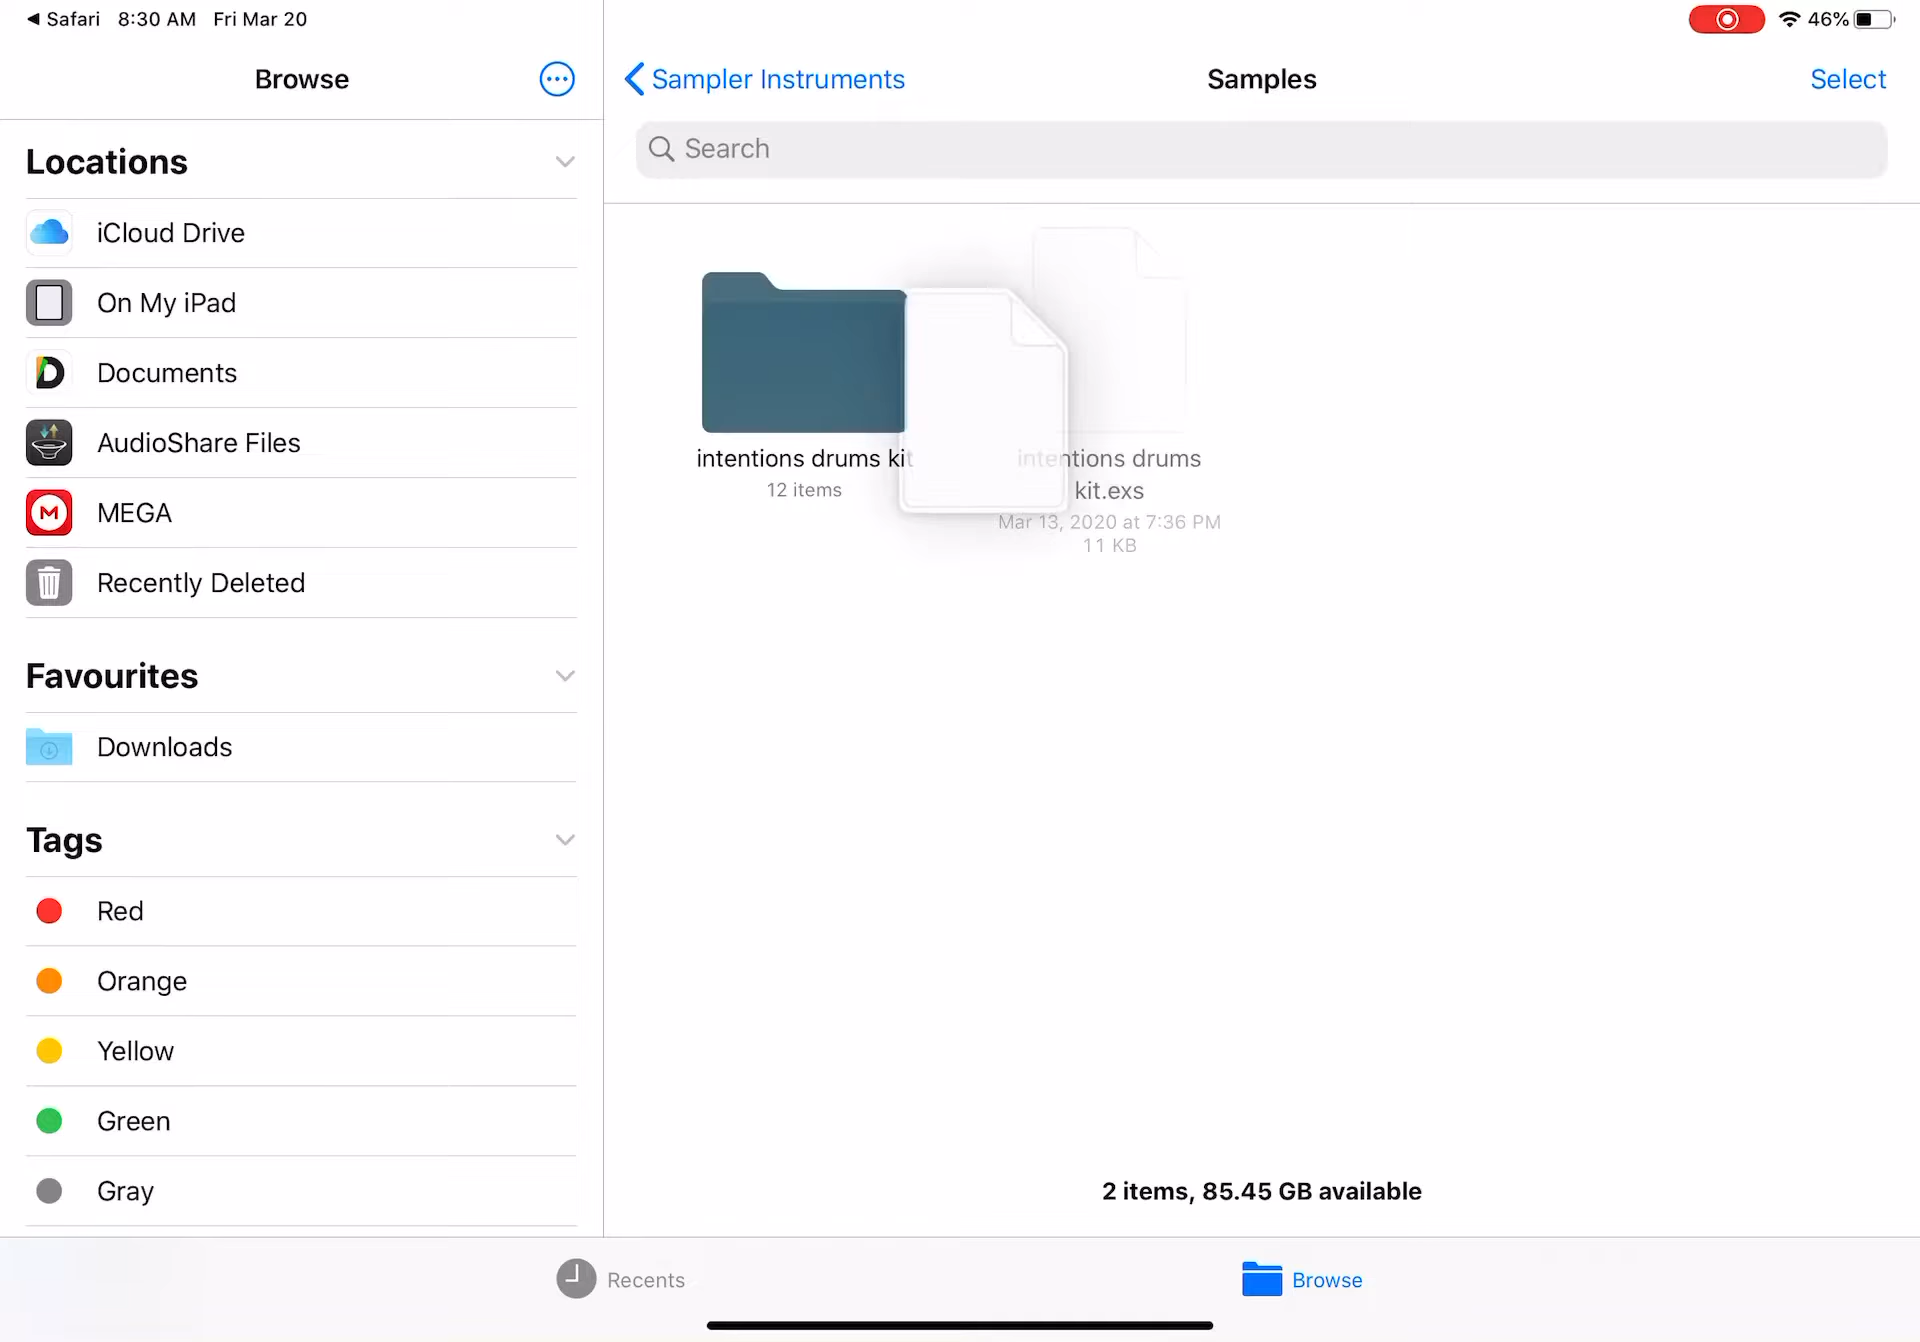 Safari 8:30 AM Fri Mar 20
46%
Browse
Sampler Instruments
Samples
Select
Search
Locations
iCloud Drive
On My iPad
Documents
AudioShare Files
MEGA
Recently Deleted
Favourites
Downloads
Tags
Red
Orange
Yellow
Green
Gray
intentions drums kit
12 items
intentions drums
kit.exs
Mar 13, 2020 at 7:36 PM
11 KB
2 items, 85.45 GB available
Recents
Browse